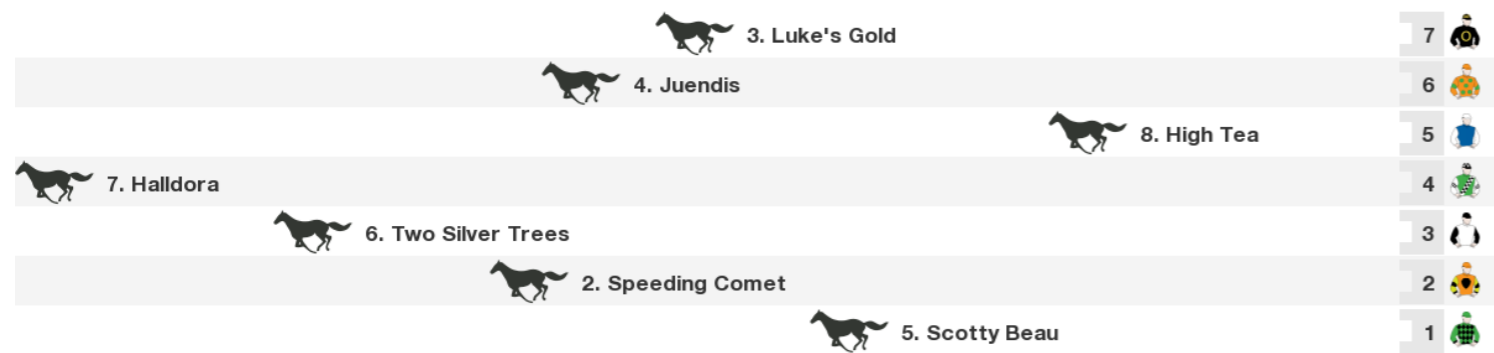 3. Luke's Gold 7
4. Juendis 6
8. High Tea 5
7. Halldora 4
6. Two Silver Trees 3
2. Speeding Comet 2
5. Scotty Beau 1